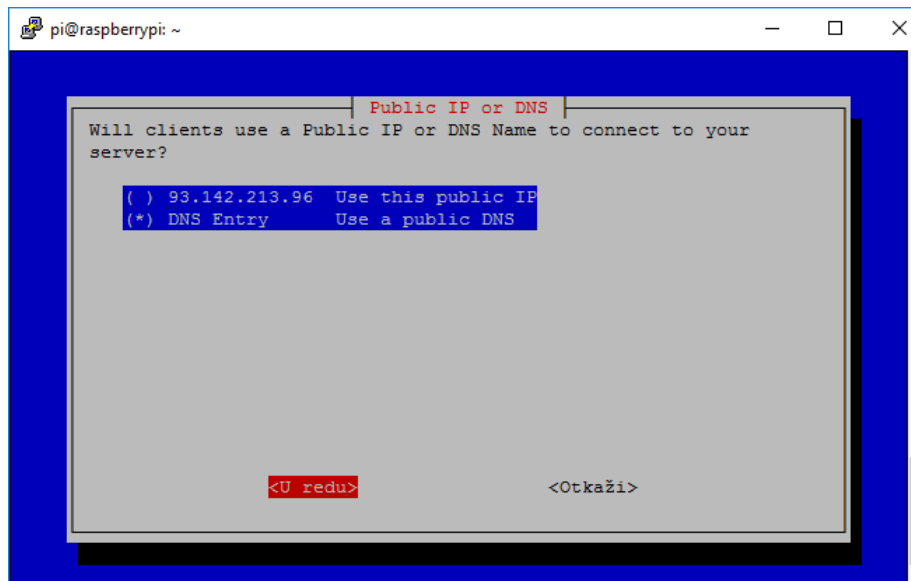 pi@raspberrypi: ~
Public IP or DNS
Will clients use a Public IP or DNS Name to connect to your
server?
( ) 93.142.213.96 Use this public IP
(*) DNS Entry Use a public DNS
<U redu> <Otkaži>